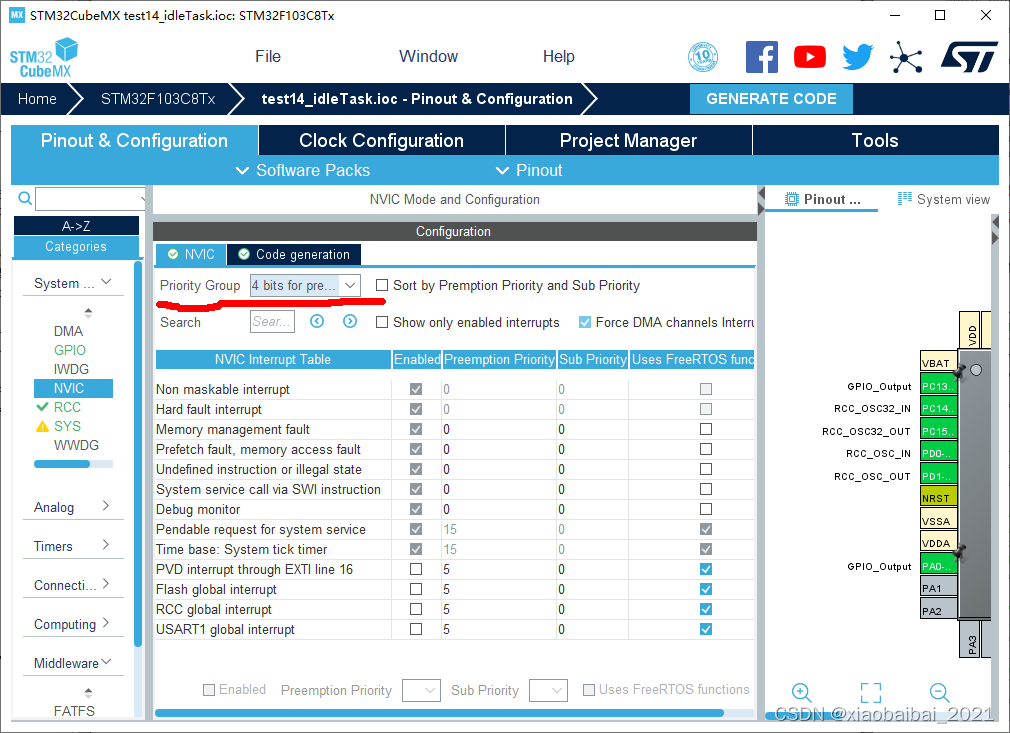 MX STM32CubeMX test14_idleTask.ioc: STM32F103C8Tx
STM32
CubeMX
File
Window
Help
10
Home
STM32F103C8Tx
test14_idleTask.ioc - Pinout & Configuration
GENERATE CODE
Pinout & Configuration
Clock Configuration
Project Manager
Tools
Software Packs
Pinout
NVIC Mode and Configuration
Pinout ...
System view
A->Z
Categories
System ...
DMA
GPIO
IWDG
NVIC
RCC
SYS
WWDG
Analog
Timers
Connecti...
Computing
Middleware
FATFS
Configuration
NVIC
Code generation
Priority Group
4 bits for pre...
Sort by Premption Priority and Sub Priority
Search
Sear...
Show only enabled interrupts
Force DMA channels Interru
NVIC Interrupt Table Enabled Preemption Priority Sub Priority Uses FreeRTOS func
Non maskable interrupt 0 0
Hard fault interrupt 0 0
Memory management fault 0 0
Prefetch fault, memory access fault 0 0
Undefined instruction or illegal state 0 0
System service call via SWI instruction 0 0
Debug monitor 0 0
Pendable request for system service 15 0
Time base: System tick timer 15 0
PVD interrupt through EXTI line 16 5 0
Flash global interrupt 5 0
RCC global interrupt 5 0
USART1 global interrupt 5 0
Enabled Preemption Priority Sub Priority Uses FreeRTOS functions
VDD
VBAT
GPIO_Output PC13..
RCC_OSC32_IN PC14..
RCC_OSC32_OUT PC15..
RCC_OSC_IN PD0-..
RCC_OSC_OUT PD1-..
NRST
VSSA
VDDA
GPIO_Output PA0-..
PA1
PA2
PA3
CSDN @xiaobaibai_2021